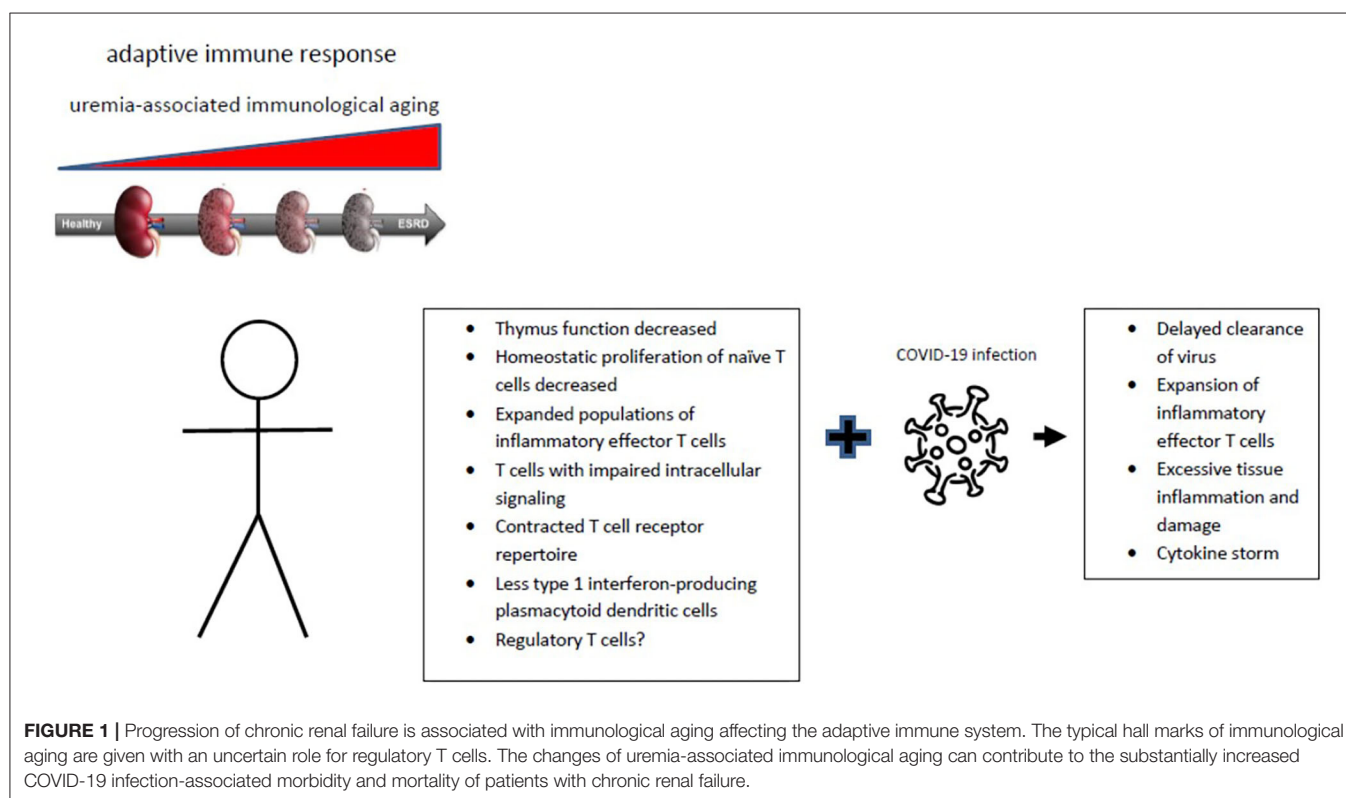 adaptive immune response
uremia-associated immunological aging
Healthy
ESRD
• Thymus function decreased
• Homeostatic proliferation of naïve T
cells decreased
• Expanded populations of
inflammatory effector T cells
• T cells with impaired intracellular
signaling
• Contracted T cell receptor
repertoire
• Less type 1 interferon-producing
plasmacytoid dendritic cells
• Regulatory T cells?
COVID-19 infection
• Delayed clearance
of virus
• Expansion of
inflammatory
effector T cells
• Excessive tissue
inflammation and
damage
• Cytokine storm
FIGURE 1 | Progression of chronic renal failure is associated with immunological aging affecting the adaptive immune system. The typical hall marks of immunological
aging are given with an uncertain role for regulatory T cells. The changes of uremia-associated immunological aging can contribute to the substantially increased
COVID-19 infection-associated morbidity and mortality of patients with chronic renal failure.